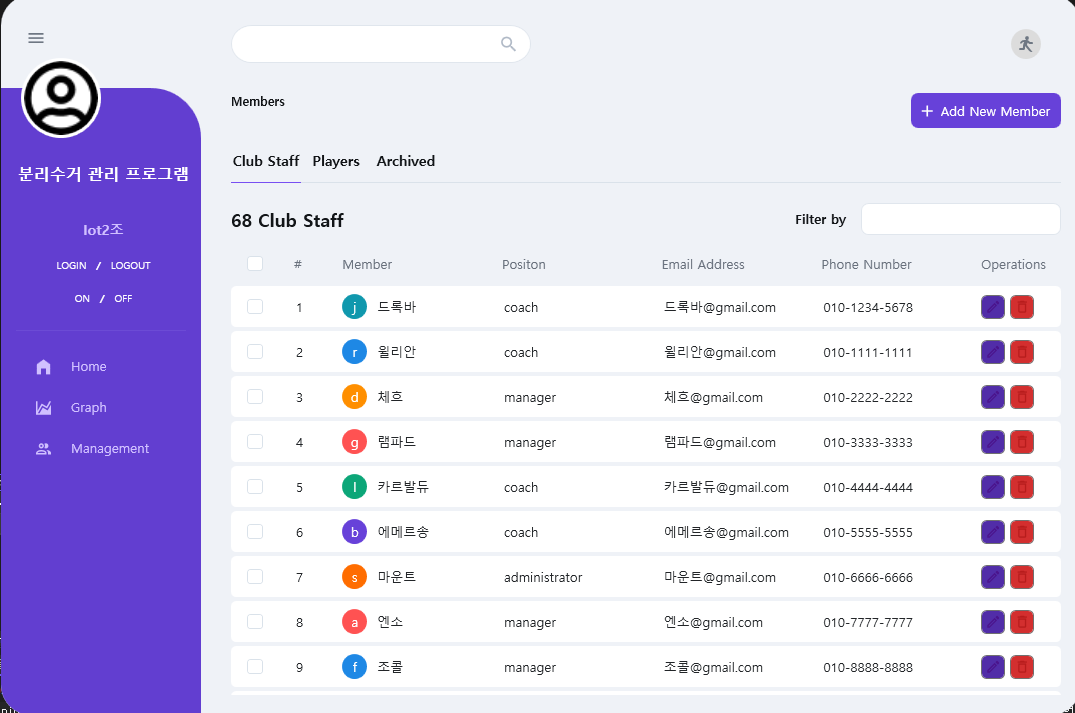 분리수거 관리 프로그램
Iot2조
LOGIN / LOGOUT
ON / OFF
Home
Graph
Management
Members
+ Add New Member
Club Staff Players Archived
68 Club Staff Filter by
# Member Positon Email Address Phone Number Operations
1 j 드록바 coach 드록바@gmail.com 010-1234-5678
2 r 윌리안 coach 윌리안@gmail.com 010-1111-1111
3 d 체흐 manager 체흐@gmail.com 010-2222-2222
4 g 램파드 manager 램파드@gmail.com 010-3333-3333
5 l 카르발듀 coach 카르발듀@gmail.com 010-4444-4444
6 b 에메르송 coach 에메르송@gmail.com 010-5555-5555
7 s 마운트 administrator 마운트@gmail.com 010-6666-6666
8 a 엔소 manager 엔소@gmail.com 010-7777-7777
9 f 조콜 manager 조콜@gmail.com 010-8888-8888